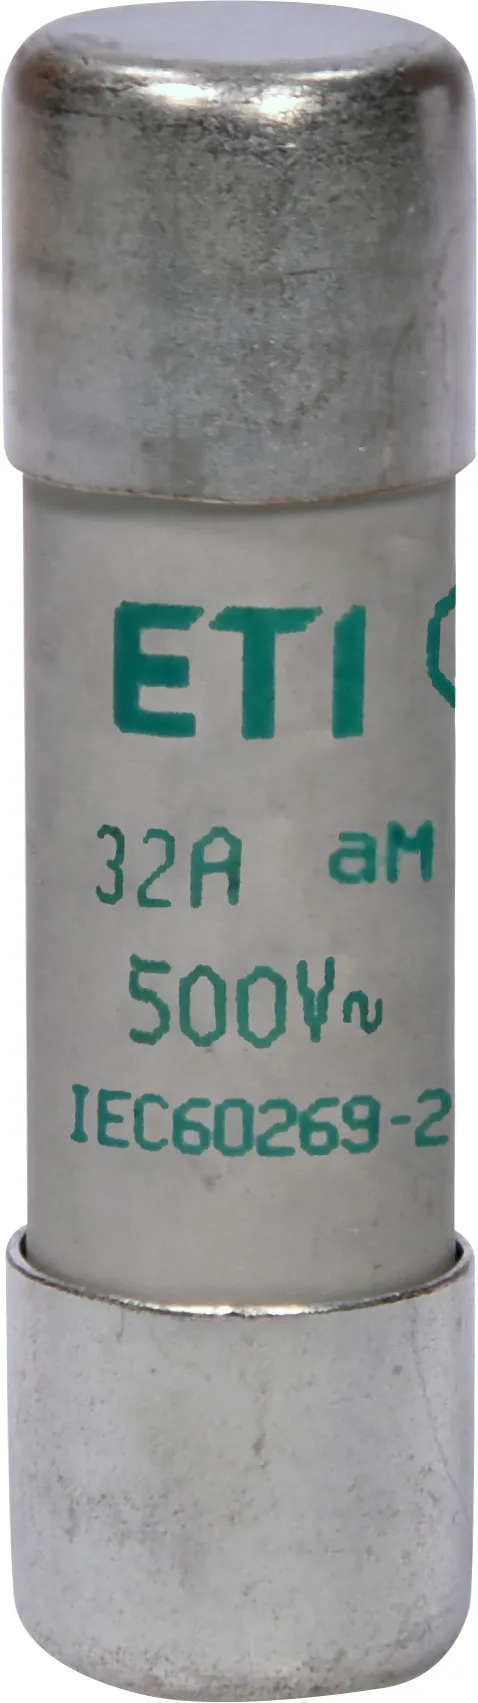 ETI
32A aM
500V~
IEC60269-2